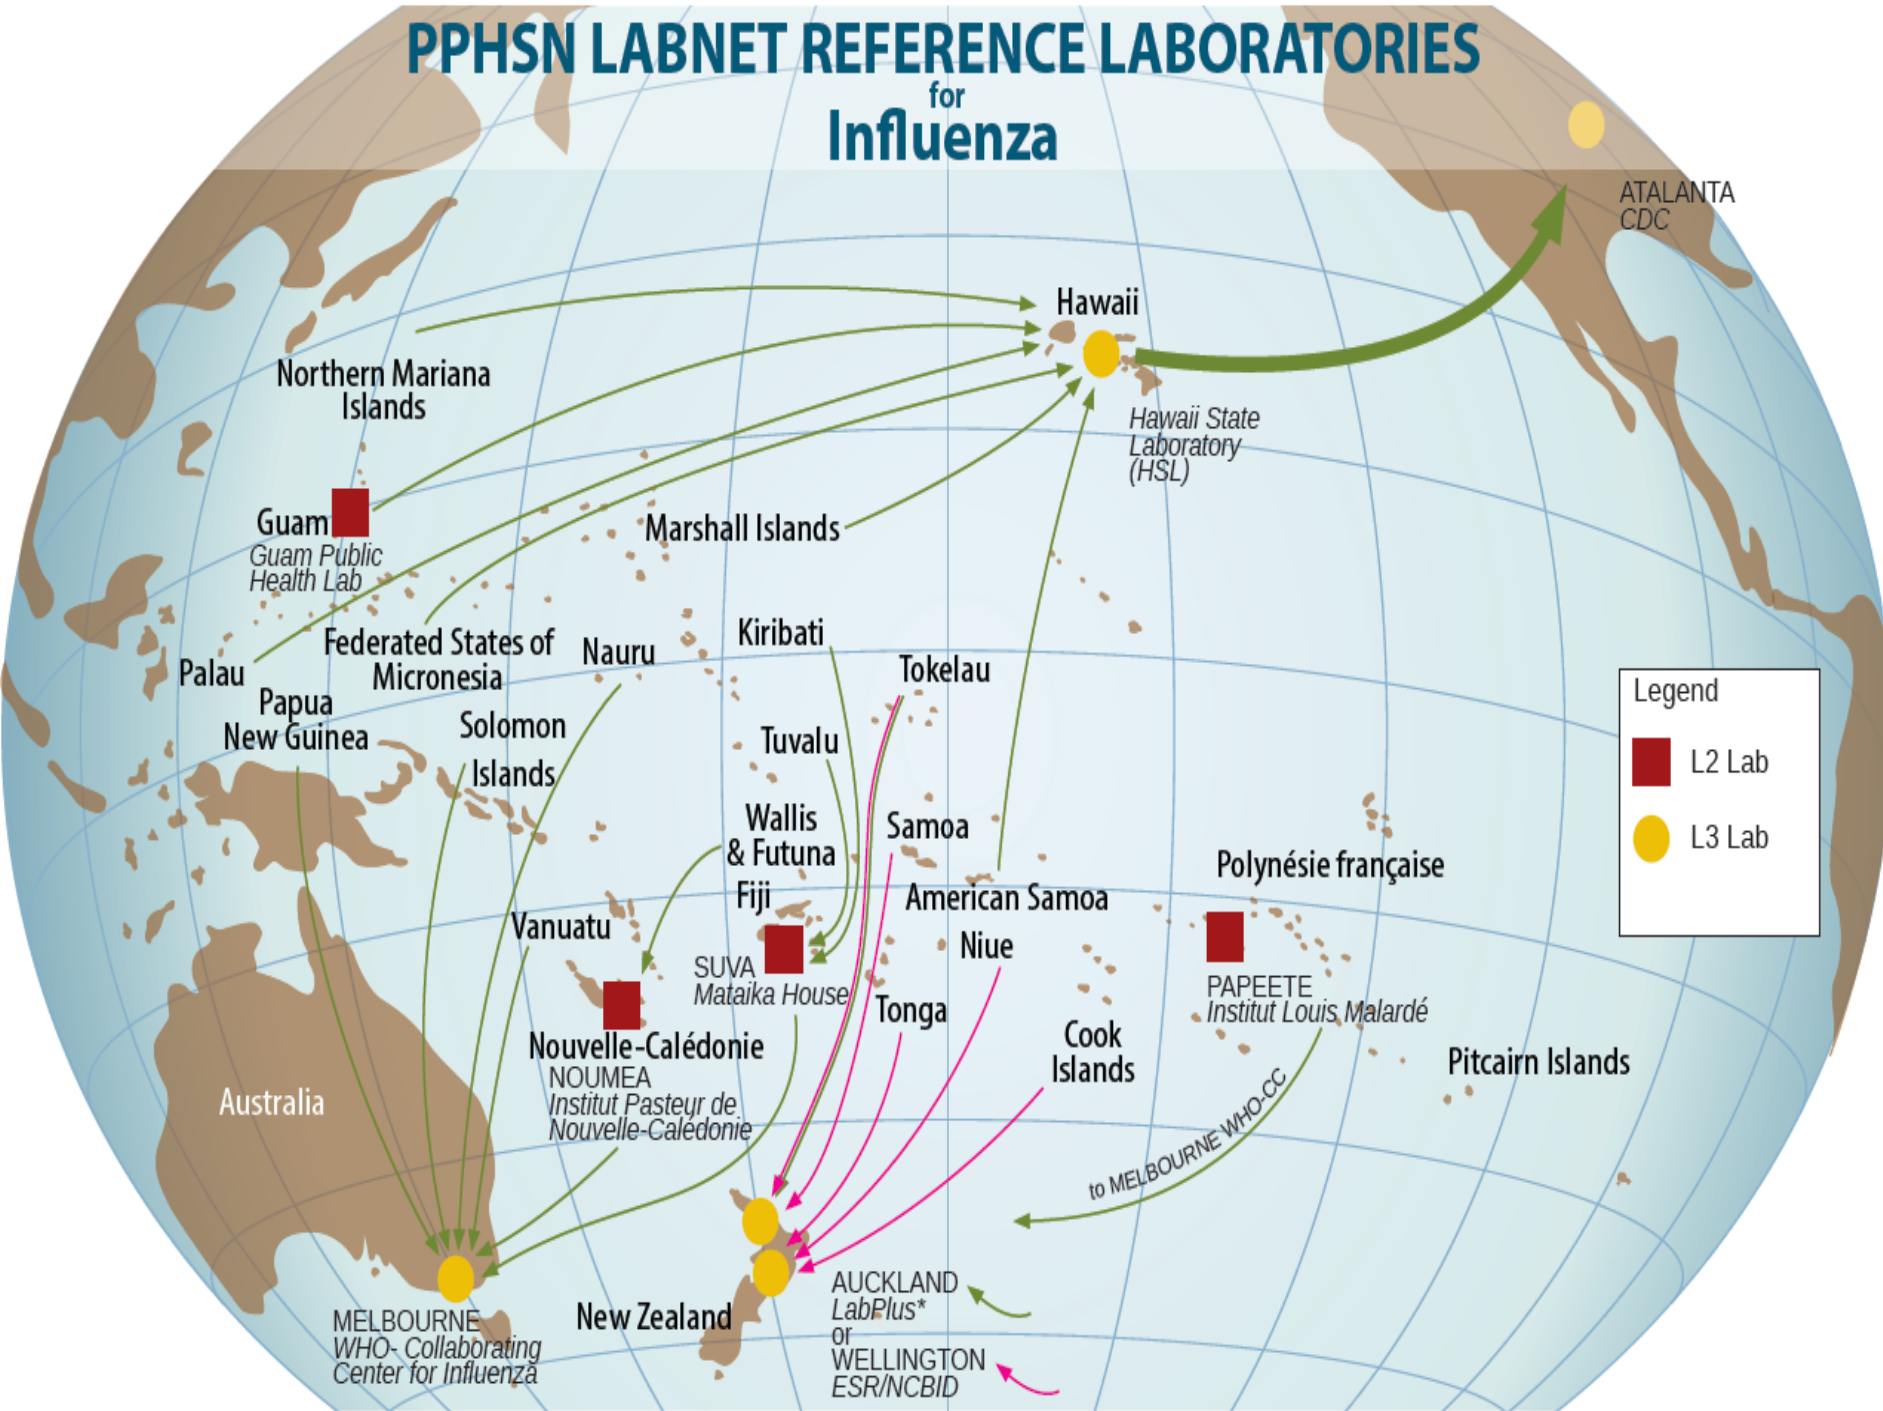 PPHSN LABNET REFERENCE LABORATORIES
for
Influenza
ATALANTA
CDC
Hawaii
Hawaii State
Laboratory
(HSL)
Northern Mariana
Islands
Guam
Guam Public
Health Lab
Marshall Islands
Palau
Federated States of
Micronesia
Nauru
Kiribati
Tokelau
Papua
New Guinea
Solomon
Islands
Tuvalu
Legend
L2 Lab
L3 Lab
Wallis
& Futuna
Samoa
Fiji
American Samoa
Polynésie française
Vanuatu
Niue
SUVA
Mataika House
PAPEETE
Institut Louis Malardé
Tonga
Cook
Islands
Pitcairn Islands
Nouvelle-Calédonie
NOUMEA
Institut Pasteur de
Nouvelle-Calédonie
Australia
to MELBOURNE WHO-CC
MELBOURNE
WHO- Collaborating
Center for Influenza
New Zealand
AUCKLAND
LabPlus*
or
WELLINGTON
ESR/NCBID